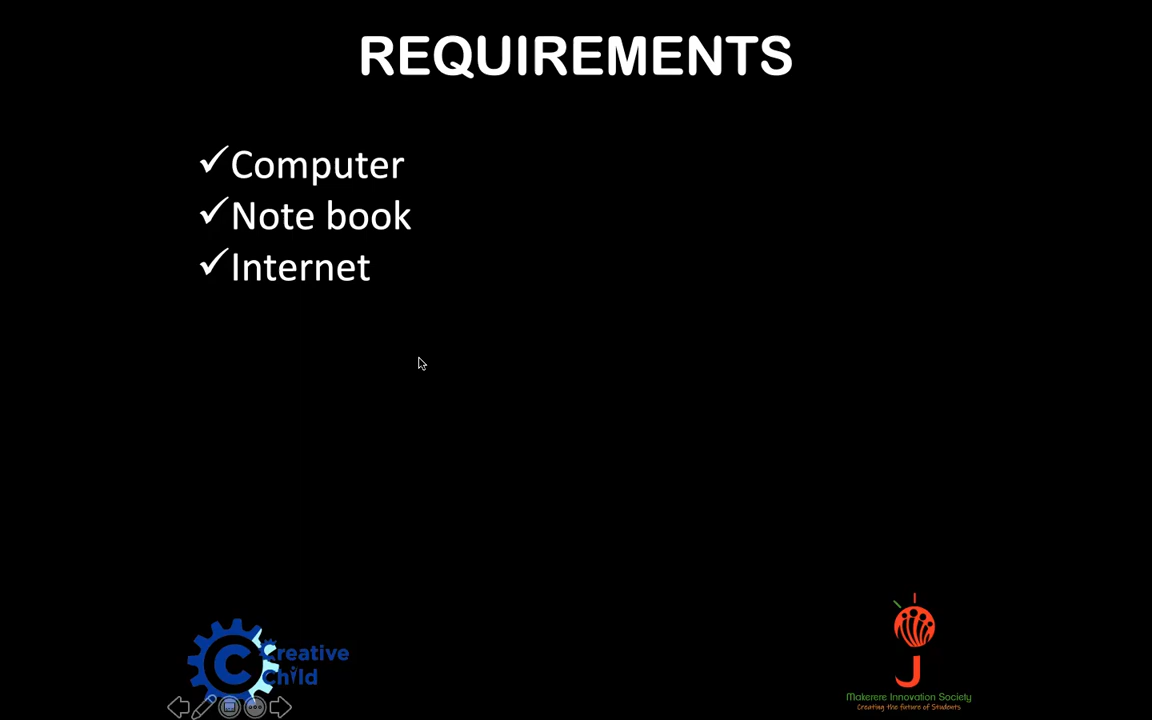 REQUIREMENTS
✓Computer
✓Note book
✓Internet
Creative
Child
Makerere Innovation Society
Creating the future of Students